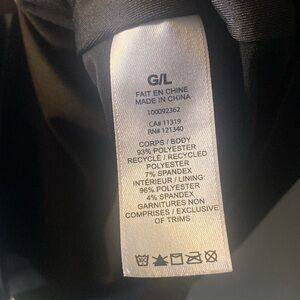 G/L
FAIT EN CHINE
MADE IN CHINA
100092362
CA# 11319
RN# 121340
CORPS / BODY
93% POLYESTER
RECYCLÉ / RECYCLED
POLYESTER
7% SPANDEX
INTÉRIEUR / LINING:
96% POLYESTER
4% SPANDEX
GARNITURES NON
COMPRISES / EXCLUSIVE
OF TRIMS